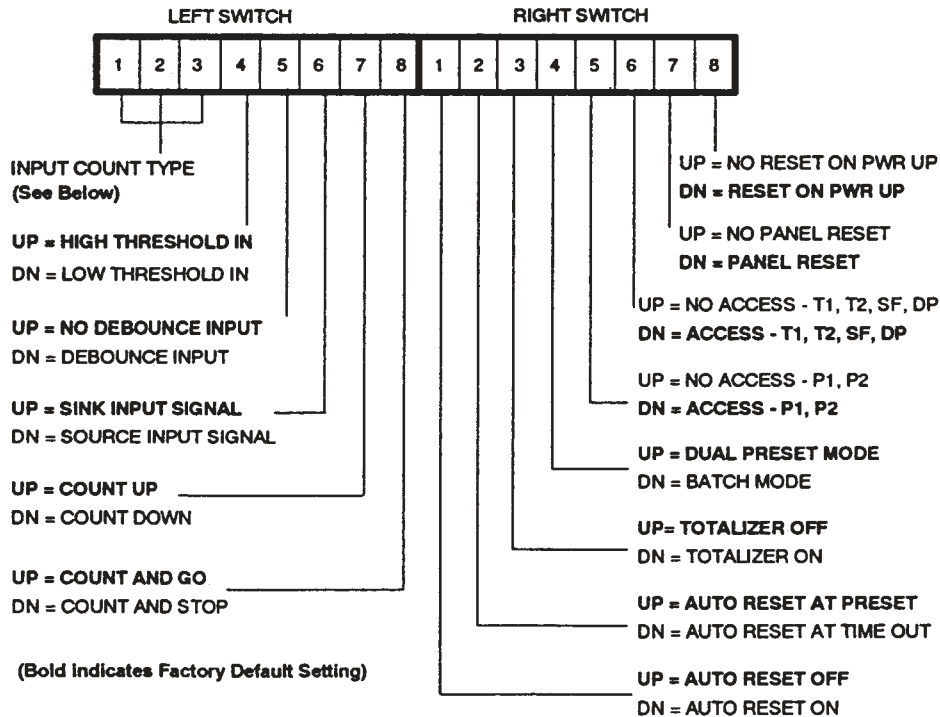 LEFT SWITCH
RIGHT SWITCH
1 2 3 4 5 6 7 8 1 2 3 4 5 6 7 8
INPUT COUNT TYPE
(See Below)
UP = HIGH THRESHOLD IN
DN = LOW THRESHOLD IN
UP = NO DEBOUNCE INPUT
DN = DEBOUNCE INPUT
UP = SINK INPUT SIGNAL
DN = SOURCE INPUT SIGNAL
UP = COUNT UP
DN = COUNT DOWN
UP = COUNT AND GO
DN = COUNT AND STOP
(Bold Indicates Factory Default Setting)
UP = NO RESET ON PWR UP
DN = RESET ON PWR UP
UP = NO PANEL RESET
DN = PANEL RESET
UP = NO ACCESS - T1, T2, SF, DP
DN = ACCESS - T1, T2, SF, DP
UP = NO ACCESS - P1, P2
DN = ACCESS - P1, P2
UP = DUAL PRESET MODE
DN = BATCH MODE
UP= TOTALIZER OFF
DN = TOTALIZER ON
UP = AUTO RESET AT PRESET
DN = AUTO RESET AT TIME OUT
UP = AUTO RESET OFF
DN = AUTO RESET ON